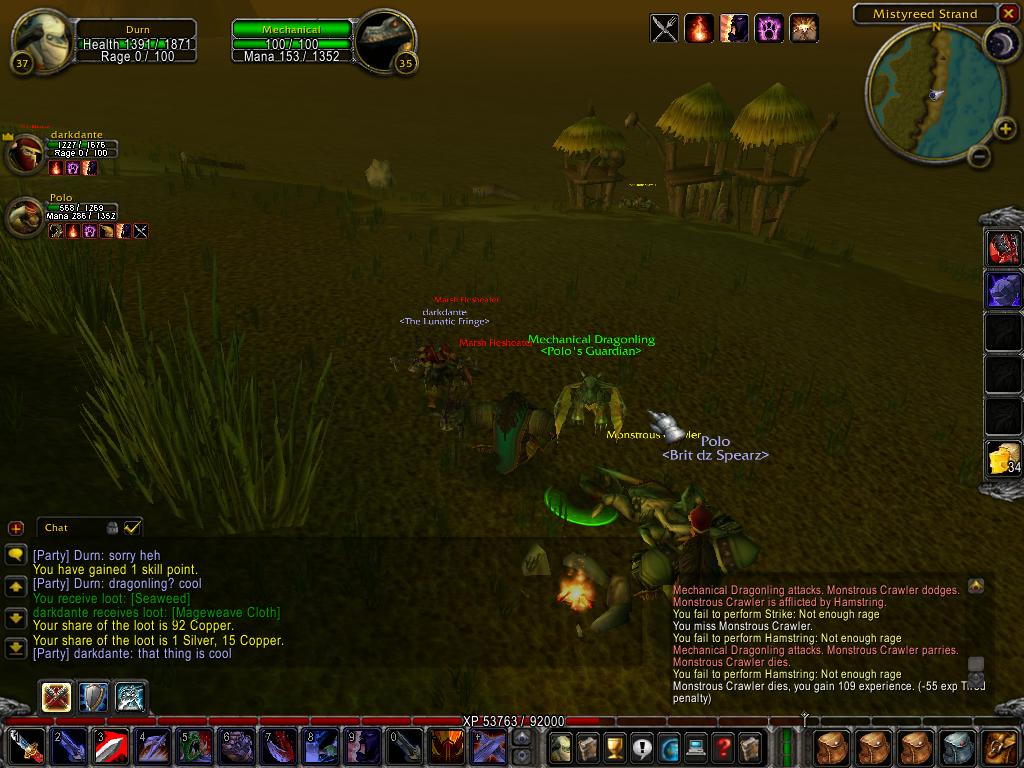 Durn
Health 1391 / 1871
Rage 0 / 100
37
Mechanical
100 / 100
Mana 153 / 1352
35
Mistyreed Strand
N
darkdante
1227 / 1676
Rage 0 / 100
Polo
568 / 1269
Mana 286 / 1352
Marsh Flesheater
darkdante
<The Lunatic Fringe>
Marsh Flesheater
Mechanical Dragonling
<Polo's Guardian>
Monstrous
Polo
<Brit dz Spearz>
34
Chat
[Party] Durn: sorry heh
You have gained 1 skill point.
[Party] Durn: dragonling? cool
You receive loot: [Seaweed]
darkdante receives loot: [Mageweave Cloth]
Your share of the loot is 92 Copper.
Your share of the loot is 1 Silver, 15 Copper.
[Party] darkdante: that thing is cool
Mechanical Dragonling attacks. Monstrous Crawler dodges.
Monstrous Crawler is afflicted by Hamstring.
You fail to perform Strike: Not enough rage
You miss Monstrous Crawler.
You fail to perform Hamstring: Not enough rage
Mechanical Dragonling attacks. Monstrous Crawler parries.
Monstrous Crawler dies.
You fail to perform Hamstring: Not enough rage
Monstrous Crawler dies, you gain 109 experience. (-55 exp Tired
penalty)
XP 53763 / 92000
1 2 3 4 5 6 7 8 9 0 - +